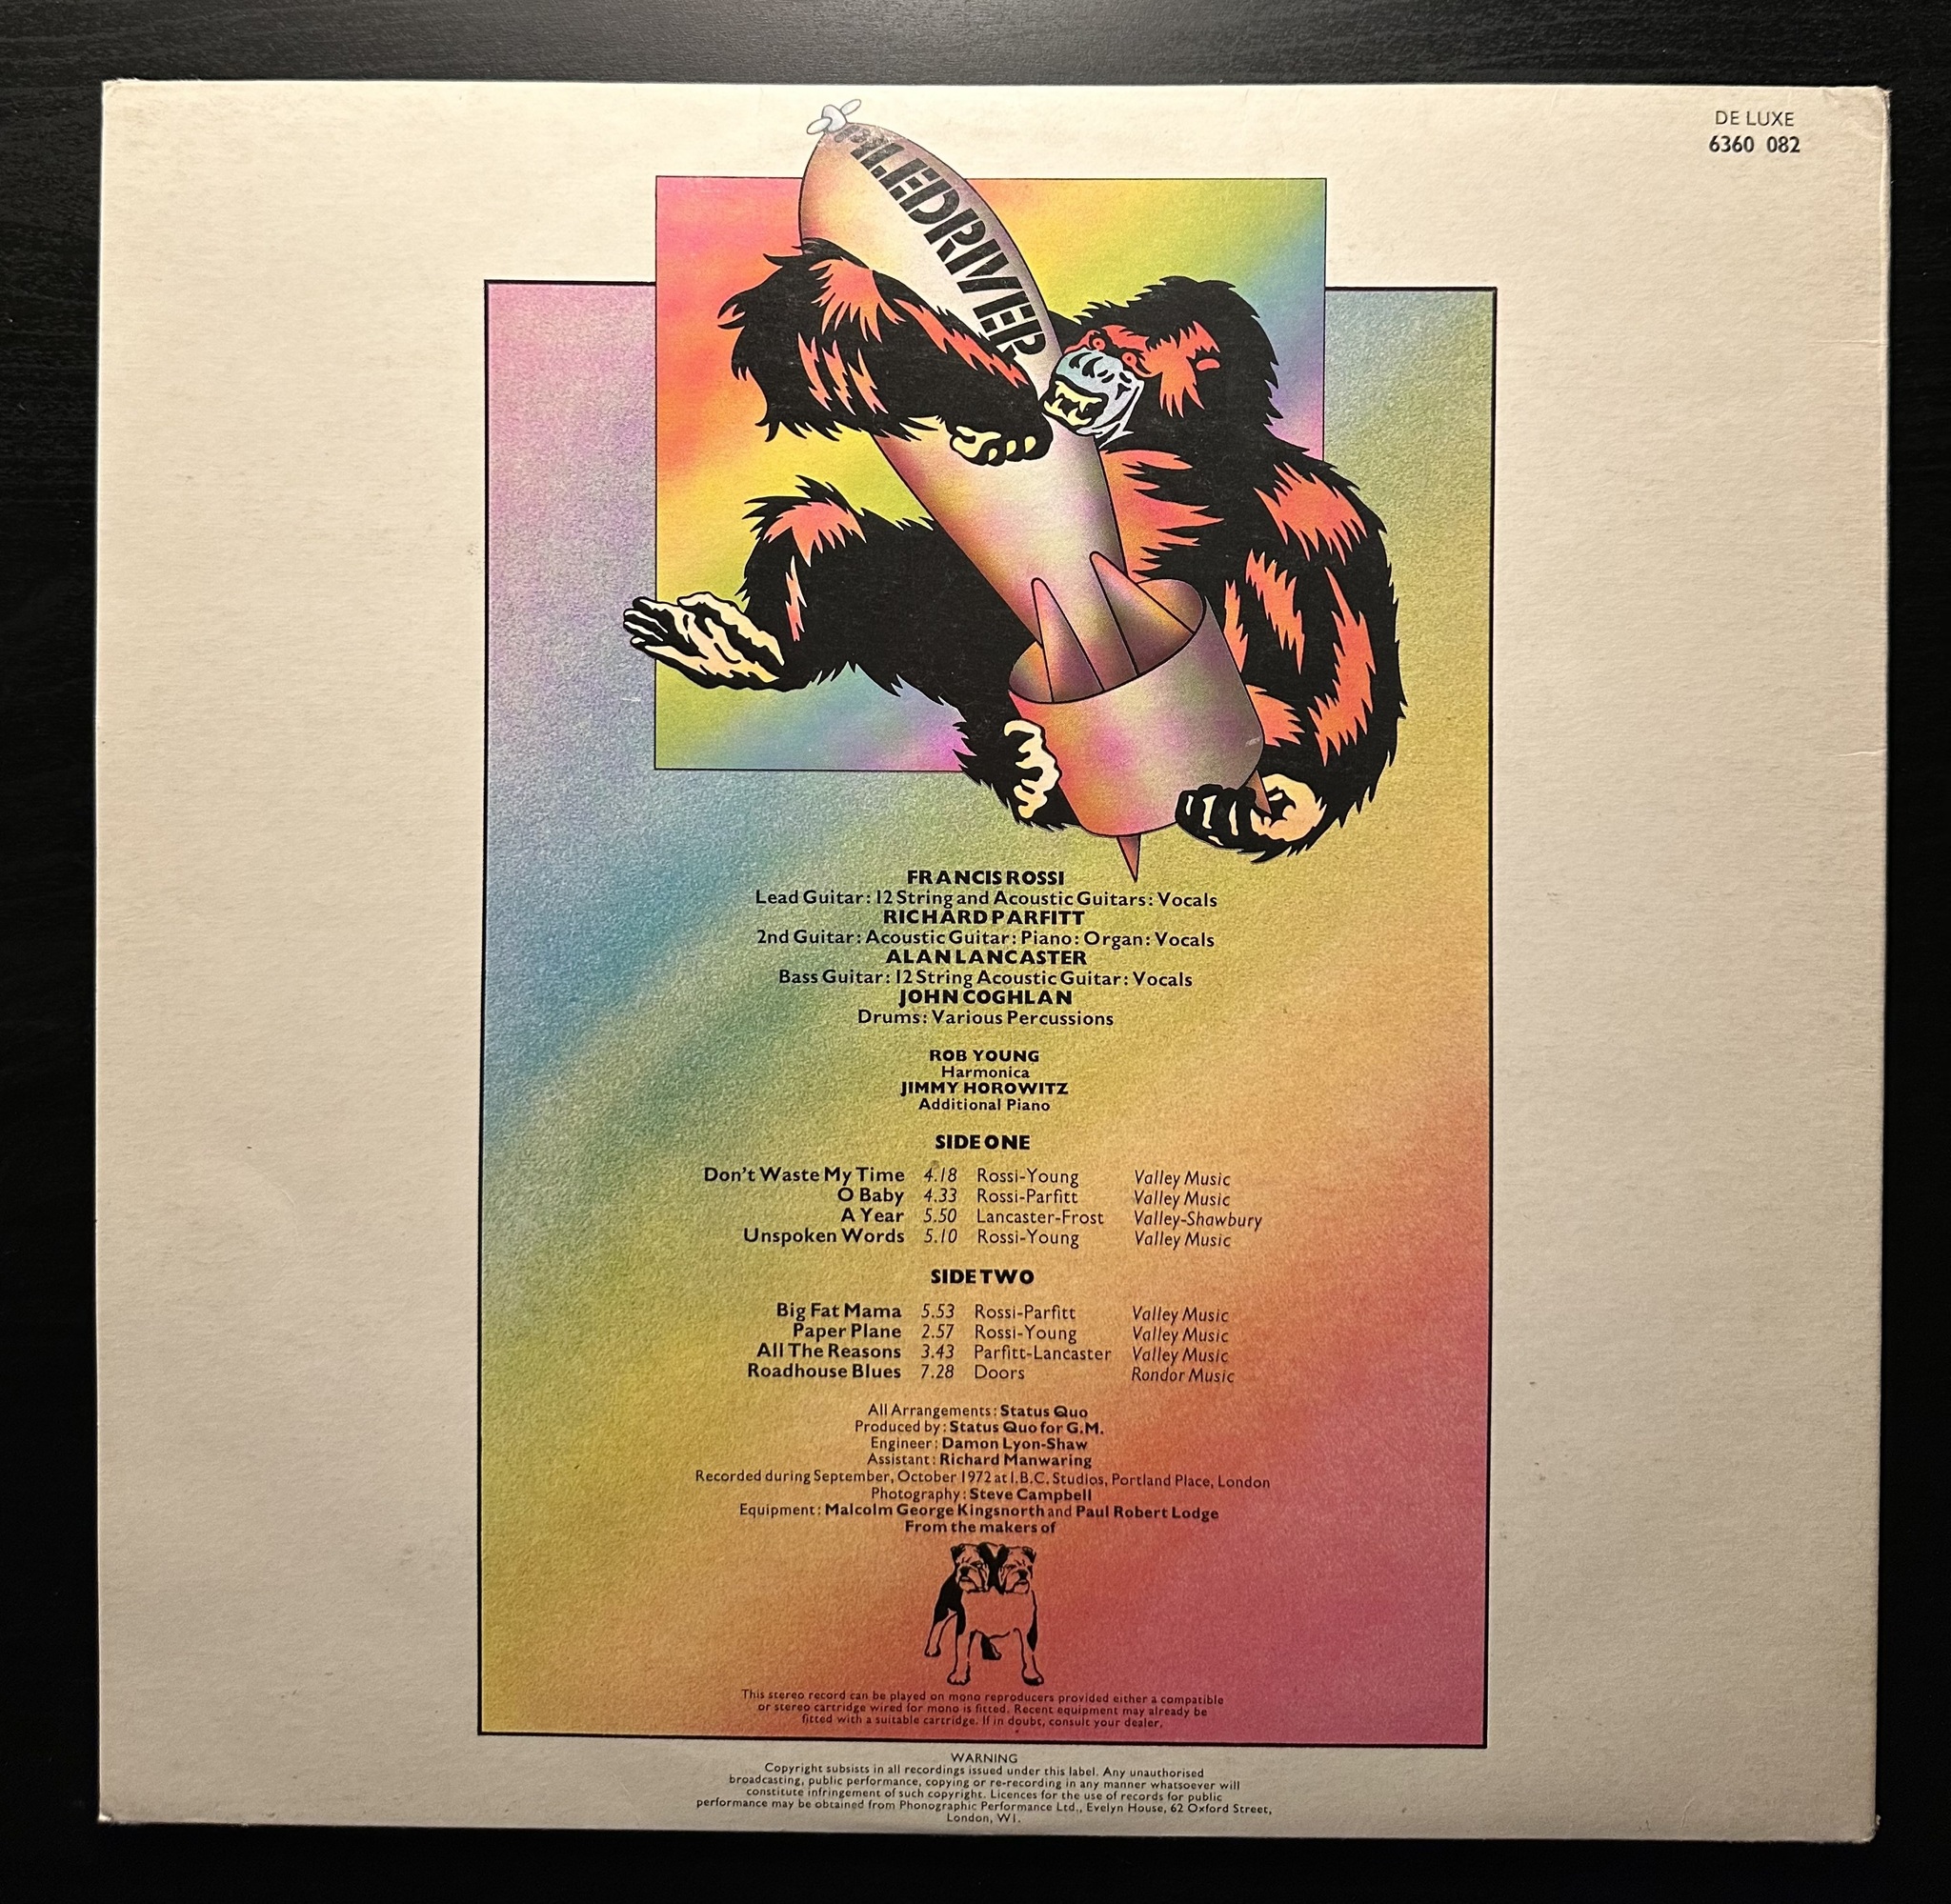 DE LUXE
6360 082
PILEDRIVER
FRANCIS ROSSI
Lead Guitar: 12 String and Acoustic Guitars: Vocals
RICHARD PARFITT
2nd Guitar: Acoustic Guitar: Piano: Organ: Vocals
ALAN LANCASTER
Bass Guitar: 12 String Acoustic Guitar: Vocals
JOHN COGHLAN
Drums: Various Percussions
ROB YOUNG
Harmonica
JIMMY HOROWITZ
Additional Piano
SIDE ONE
Don't Waste My Time 4.18 Rossi-Young Valley Music
O Baby 4.33 Rossi-Parfitt Valley Music
A Year 5.50 Lancaster-Frost Valley-Shawbury
Unspoken Words 5.10 Rossi-Young Valley Music
SIDE TWO
Big Fat Mama 5.53 Rossi-Parfitt Valley Music
Paper Plane 2.57 Rossi-Young Valley Music
All The Reasons 3.43 Parfitt-Lancaster Valley Music
Roadhouse Blues 7.28 Doors Rondor Music
All Arrangements: Status Quo
Produced by: Status Quo for G.M.
Engineer: Damon Lyon-Shaw
Assistant: Richard Manwaring
Recorded during September, October 1972 at I.B.C. Studios, Portland Place, London
Photography: Steve Campbell
Equipment: Malcolm George Kingsnorth and Paul Robert Lodge
From the makers of
This stereo record can be played on mono reproducers provided either a compatible
or stereo cartridge wired for mono is fitted. Recent equipment may already be
fitted with a suitable cartridge. If in doubt, consult your dealer,
WARNING
Copyright subsists in all recordings issued under this label. Any unauthorised
broadcasting, public performance, copying or re-recording in any manner whatsoever will
constitute infringement of such copyright. Licences for the use of records for public
performance may be obtained from Phonographic Performance Ltd., Evelyn House, 62 Oxford Street,
London, W1.